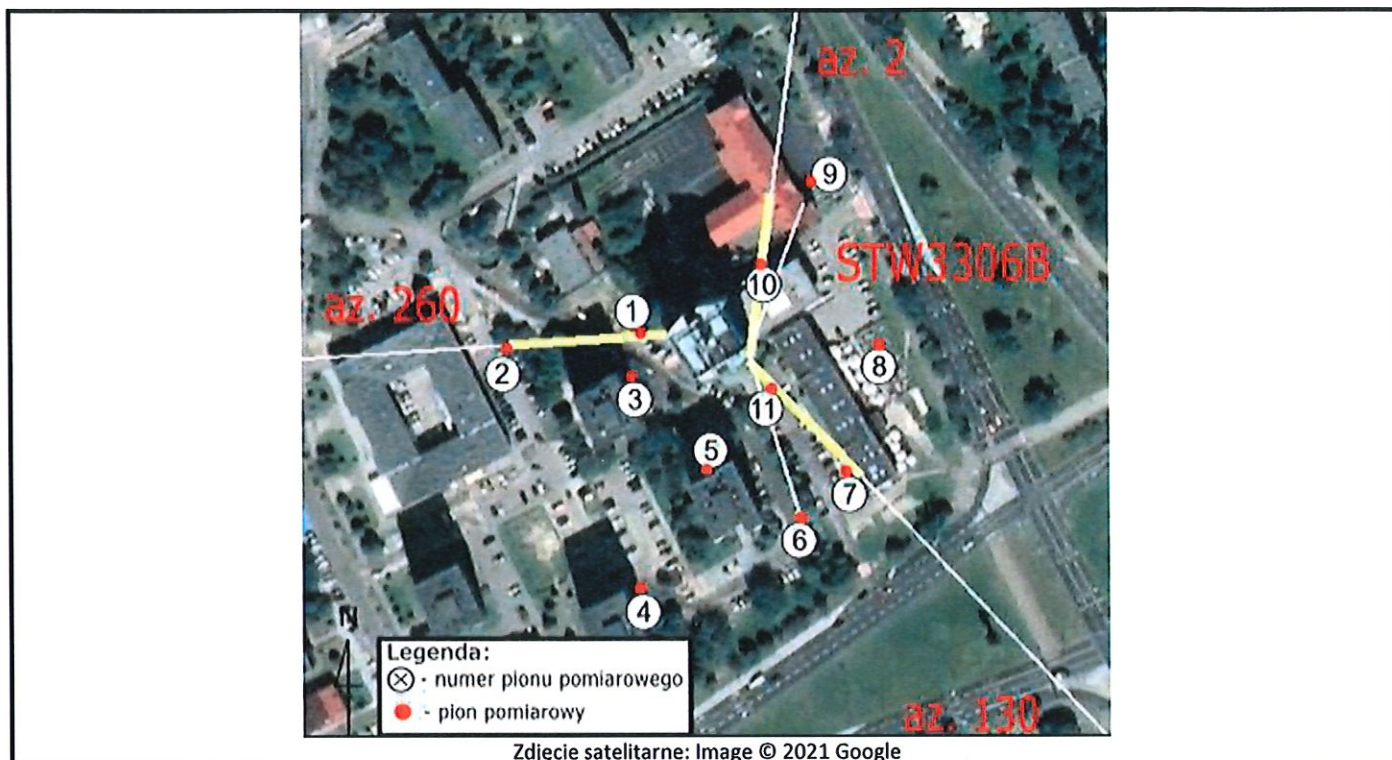 az. 2
9
STW3306B
10
az. 260
1
2
3
8
11
5
7
6
4
N
Legenda:
⊗ - numer pionu pomiarowego
- pion pomiarowy
az. 130
Zdjęcie satelitarne: Image © 2021 Google